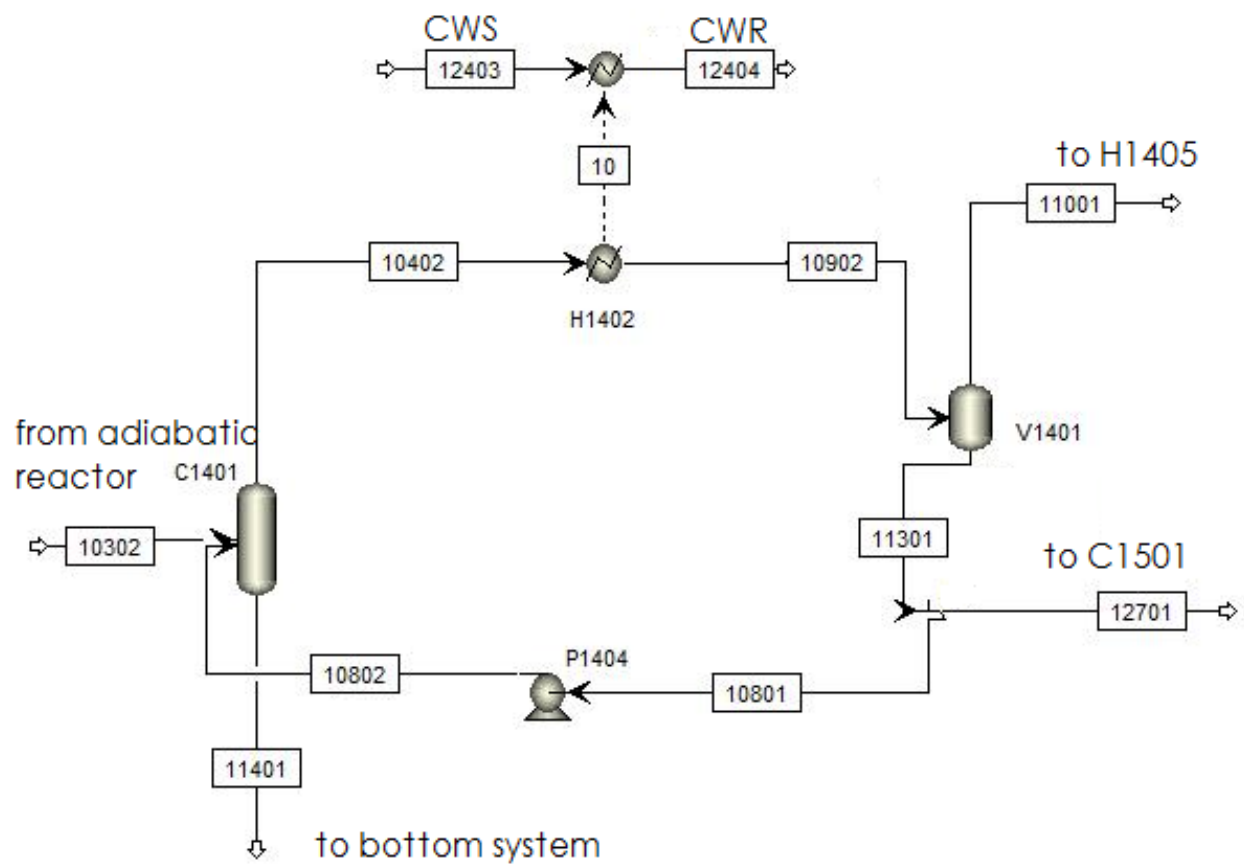 CWS
CWR
12403
12404
10
to H1405
11001
10402
10902
H1402
from adiabatic
reactor
C1401
V1401
10302
11301
to C1501
12701
P1404
10802
10801
11401
to bottom system